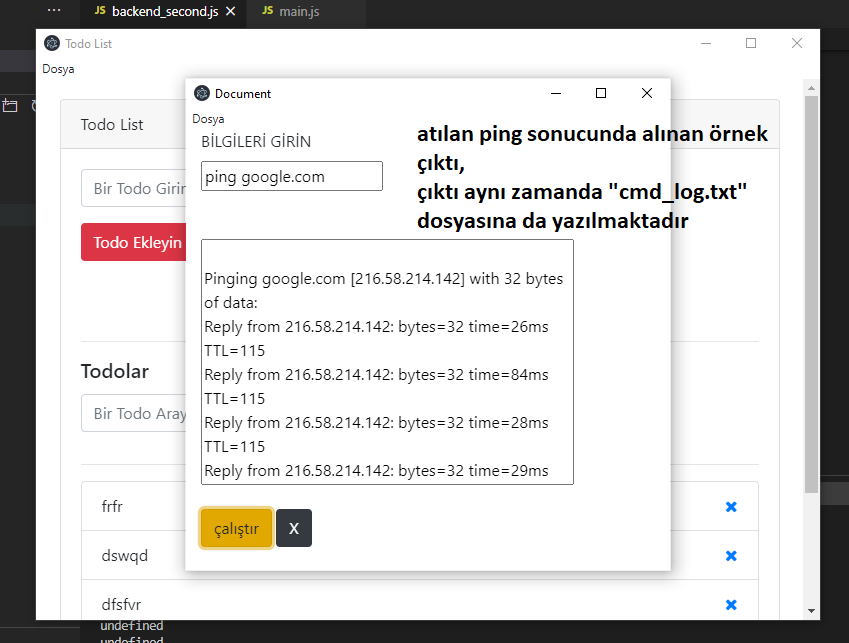 ... JS backend_second.js × JS main.js
Todo List
Dosya
Todo List
Bir Todo Girin
Todo Ekleyin
Todolar
Bir Todo Aray
frfr
dswqd
dfsfvr
undefined
undefined
Document
Dosya
BİLGİLERİ GİRİN
ping google.com
atılan ping sonucunda alınan örnek
çıktı,
çıktı aynı zamanda "cmd_log.txt"
dosyasına da yazılmaktadır
Pinging google.com [216.58.214.142] with 32 bytes
of data:
Reply from 216.58.214.142: bytes=32 time=26ms
TTL=115
Reply from 216.58.214.142: bytes=32 time=84ms
TTL=115
Reply from 216.58.214.142: bytes=32 time=28ms
TTL=115
Reply from 216.58.214.142: bytes=32 time=29ms
çalıştır X